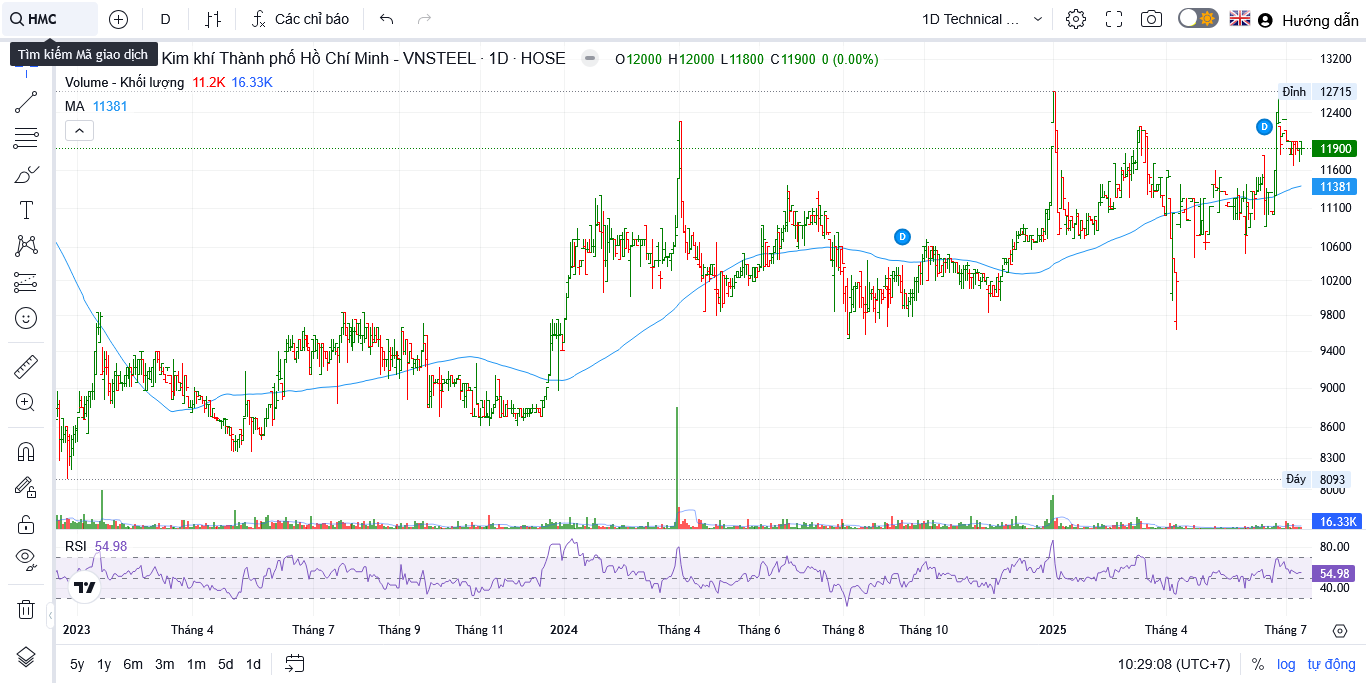 HMC
D
Các chỉ báo
1D Technical ...
Hướng dẫn
Tìm kiếm Mã giao dịch
Kim khí Thành phố Hồ Chí Minh - VNSTEEL · 1D · HOSE
O12000 H12000 L11800 C11900 0 (0.00%)
Volume - Khối lượng 11.2K 16.33K
MA 11381
13200
Đỉnh 12715
12400
D
11900
11600
11381
11100
D
10600
10200
9800
9400
9000
8600
8300
Đáy 8093
8000
16.33K
RSI 54.98
80.00
54.98
40.00
2023 Tháng 4 Tháng 7 Tháng 9 Tháng 11 2024 Tháng 4 Tháng 6 Tháng 8 Tháng 10 2025 Tháng 4 Tháng 7
5y 1y 6m 3m 1m 5d 1d
10:29:08 (UTC+7) % log tự động